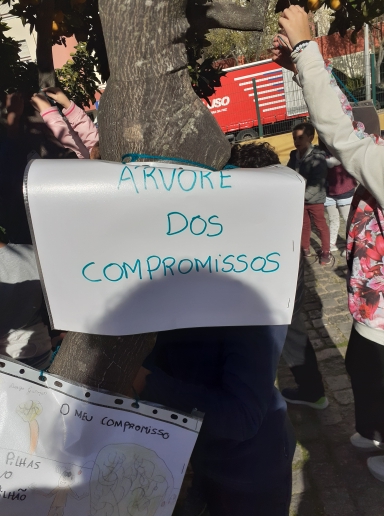 ÁRVORE
DOS
COMPROMISSOS
O MEU COMPROMISSO
PILHAS